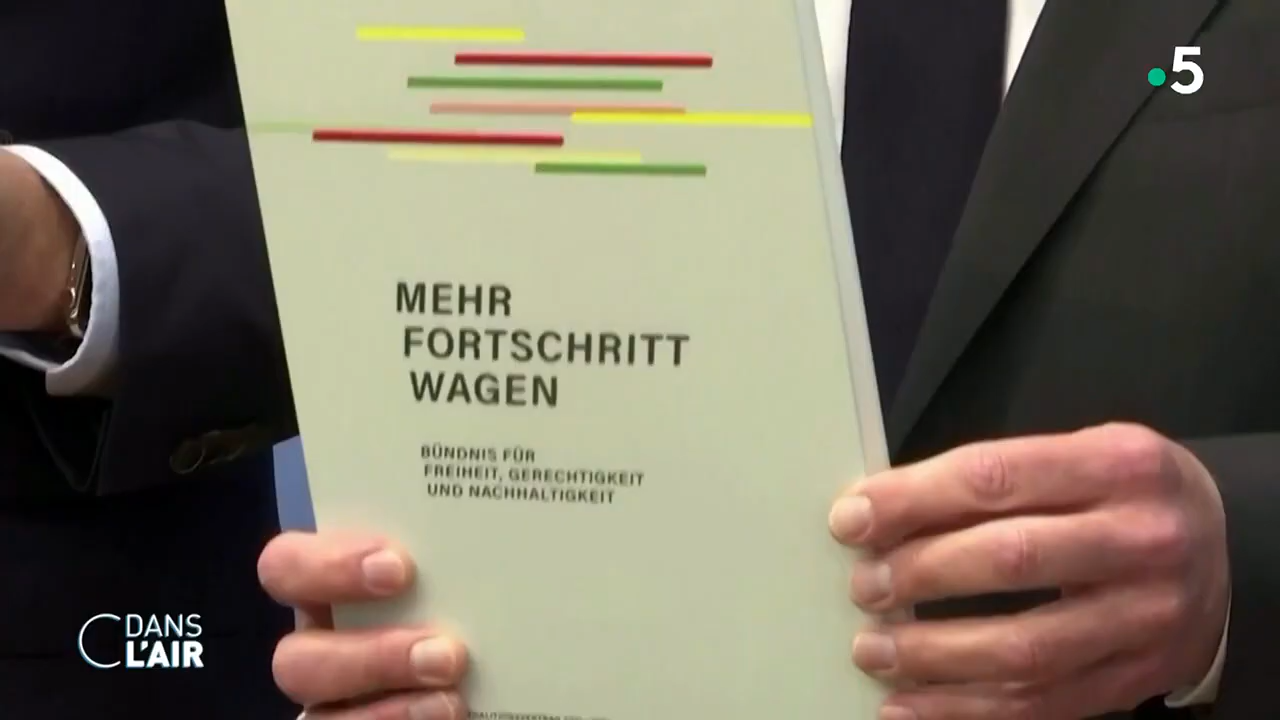 5
MEHR
FORTSCHRITT
WAGEN
BÜNDNIS FÜR
FREIHEIT, GERECHTIGKEIT
UND NACHHALTIGKEIT
C DANS
L'AIR